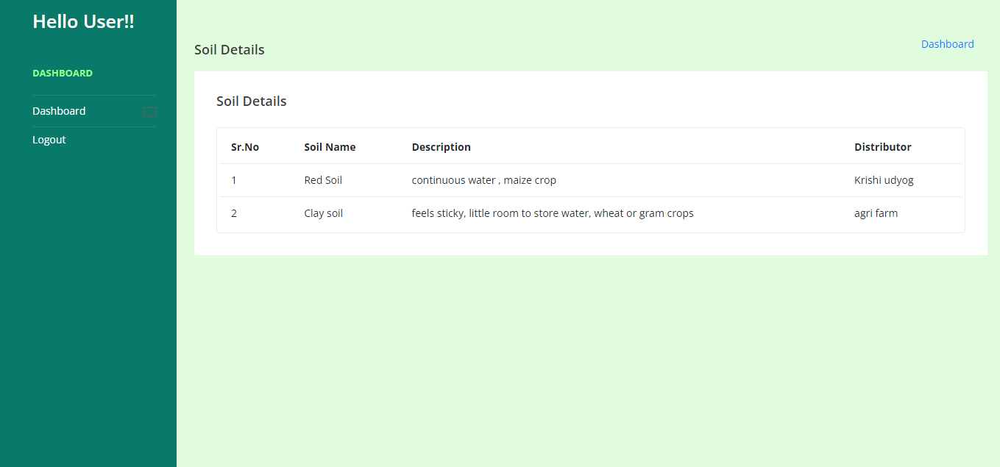 Hello User!!
DASHBOARD
Dashboard
Logout
Dashboard
Soil Details
Soil Details
Sr.No Soil Name Description Distributor
1 Red Soil continuous water , maize crop Krishi udyog
2 Clay soil feels sticky, little room to store water, wheat or gram crops agri farm